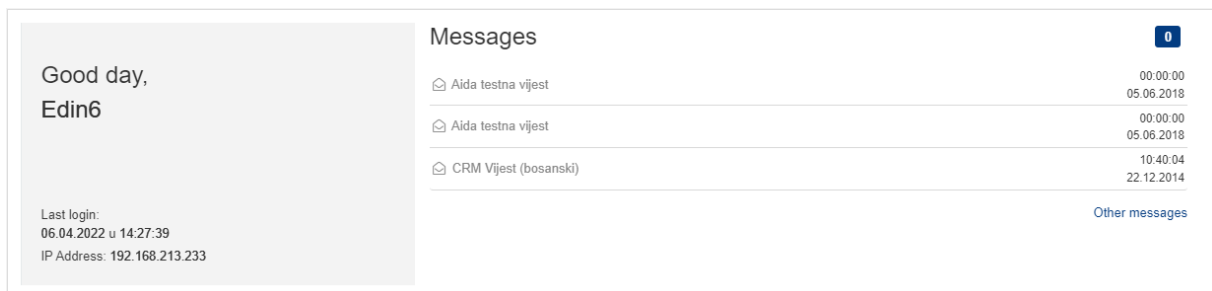 Good day,
Edin6
Last login:
06.04.2022 u 14:27:39
IP Address: 192.168.213.233
Messages
0
Aida testna vijest
00:00:00
05.06.2018
Aida testna vijest
00:00:00
05.06.2018
CRM Vijest (bosanski)
10:40:04
22.12.2014
Other messages